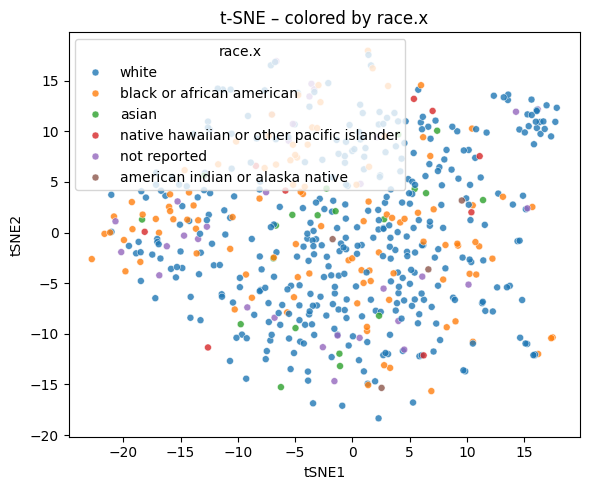 t-SNE – colored by race.x
race.x
white
black or african american
asian
native hawaiian or other pacific islander
not reported
american indian or alaska native
15
10
5
0
−5
−10
−15
−20
tSNE2
−20 −15 −10 −5 0 5 10 15
tSNE1